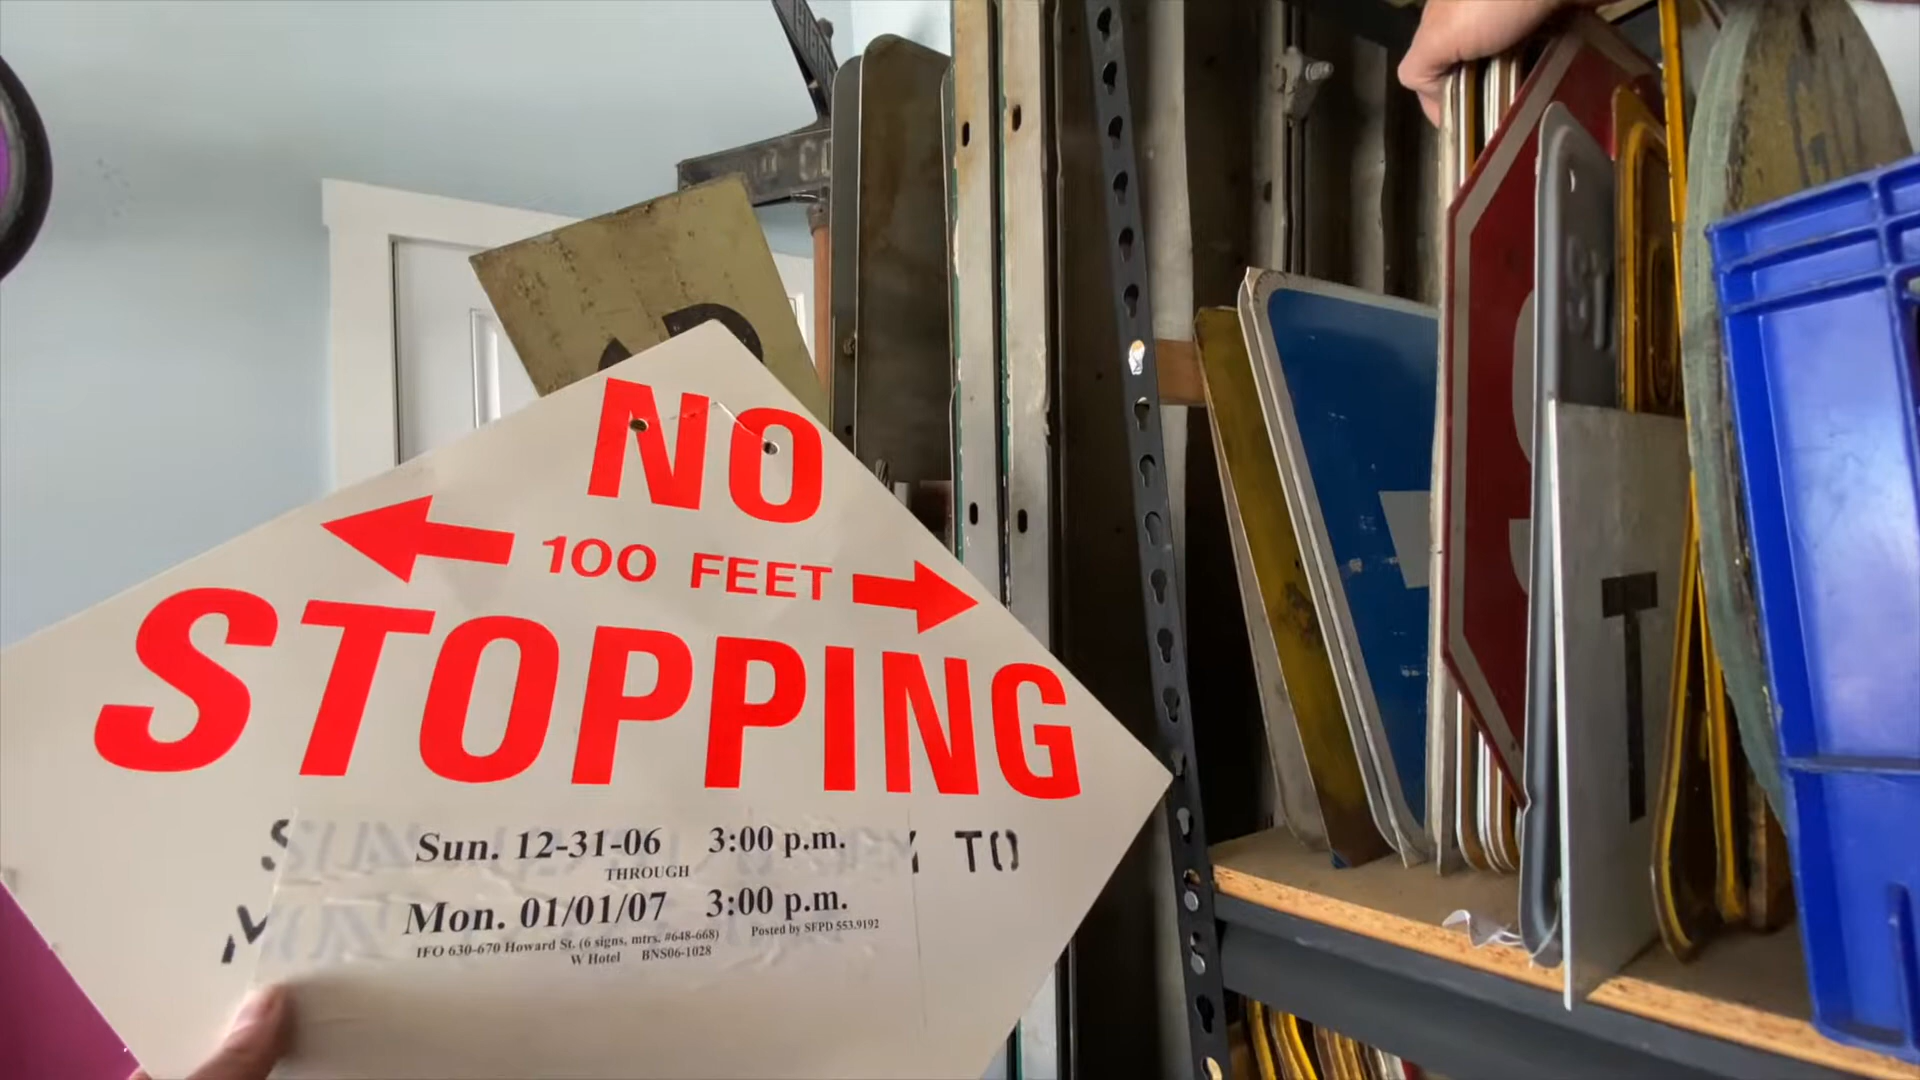 NO
100 FEET
STOPPING
Sun. 12-31-06 3:00 p.m.
TO
THROUGH
Mon. 01/01/07 3:00 p.m.
IFO 630-670 Howard St. (6 signs, mtrs. #648-668) Posted by SFPD 553.9192
W Hotel BNS06-1028
T